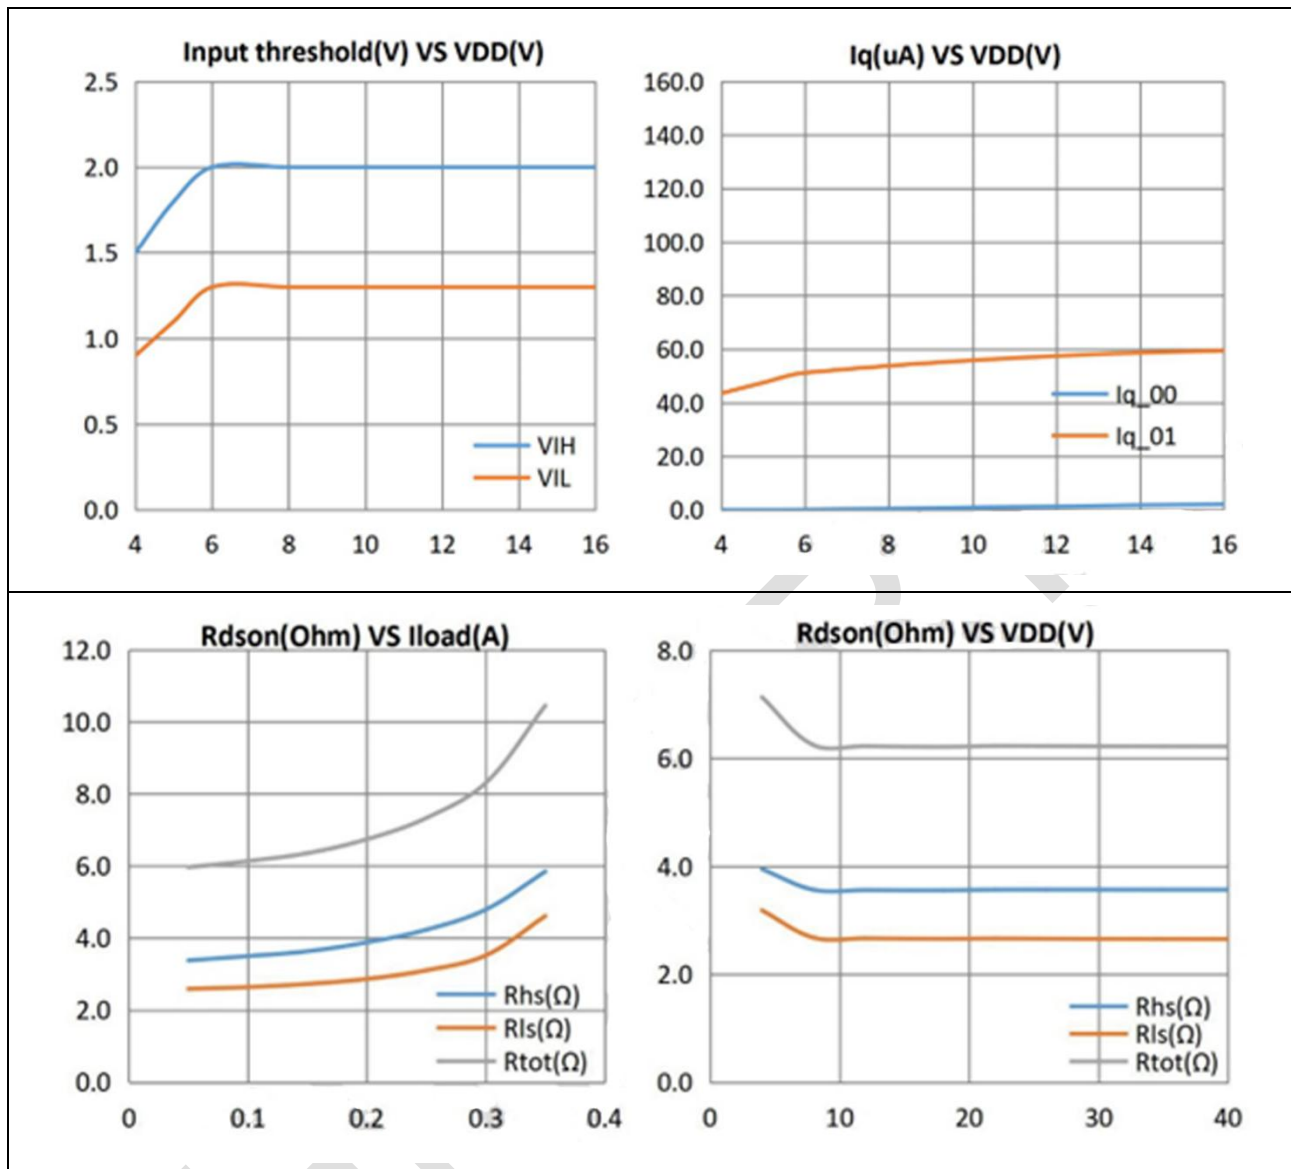 Input threshold(V) VS VDD(V)
2.5
2.0
1.5
1.0
0.5
0.0
VIH
VIL
4 6 8 10 12 14 16
Iq(uA) VS VDD(V)
160.0
140.0
120.0
100.0
80.0
60.0
40.0
20.0
0.0
Iq_00
Iq_01
4 6 8 10 12 14 16
Rdson(Ohm) VS Iload(A)
12.0
10.0
8.0
6.0
4.0
2.0
0.0
Rhs(Ω)
Rls(Ω)
Rtot(Ω)
0 0.1 0.2 0.3 0.4
Rdson(Ohm) VS VDD(V)
8.0
6.0
4.0
2.0
0.0
Rhs(Ω)
Rls(Ω)
Rtot(Ω)
0 10 20 30 40